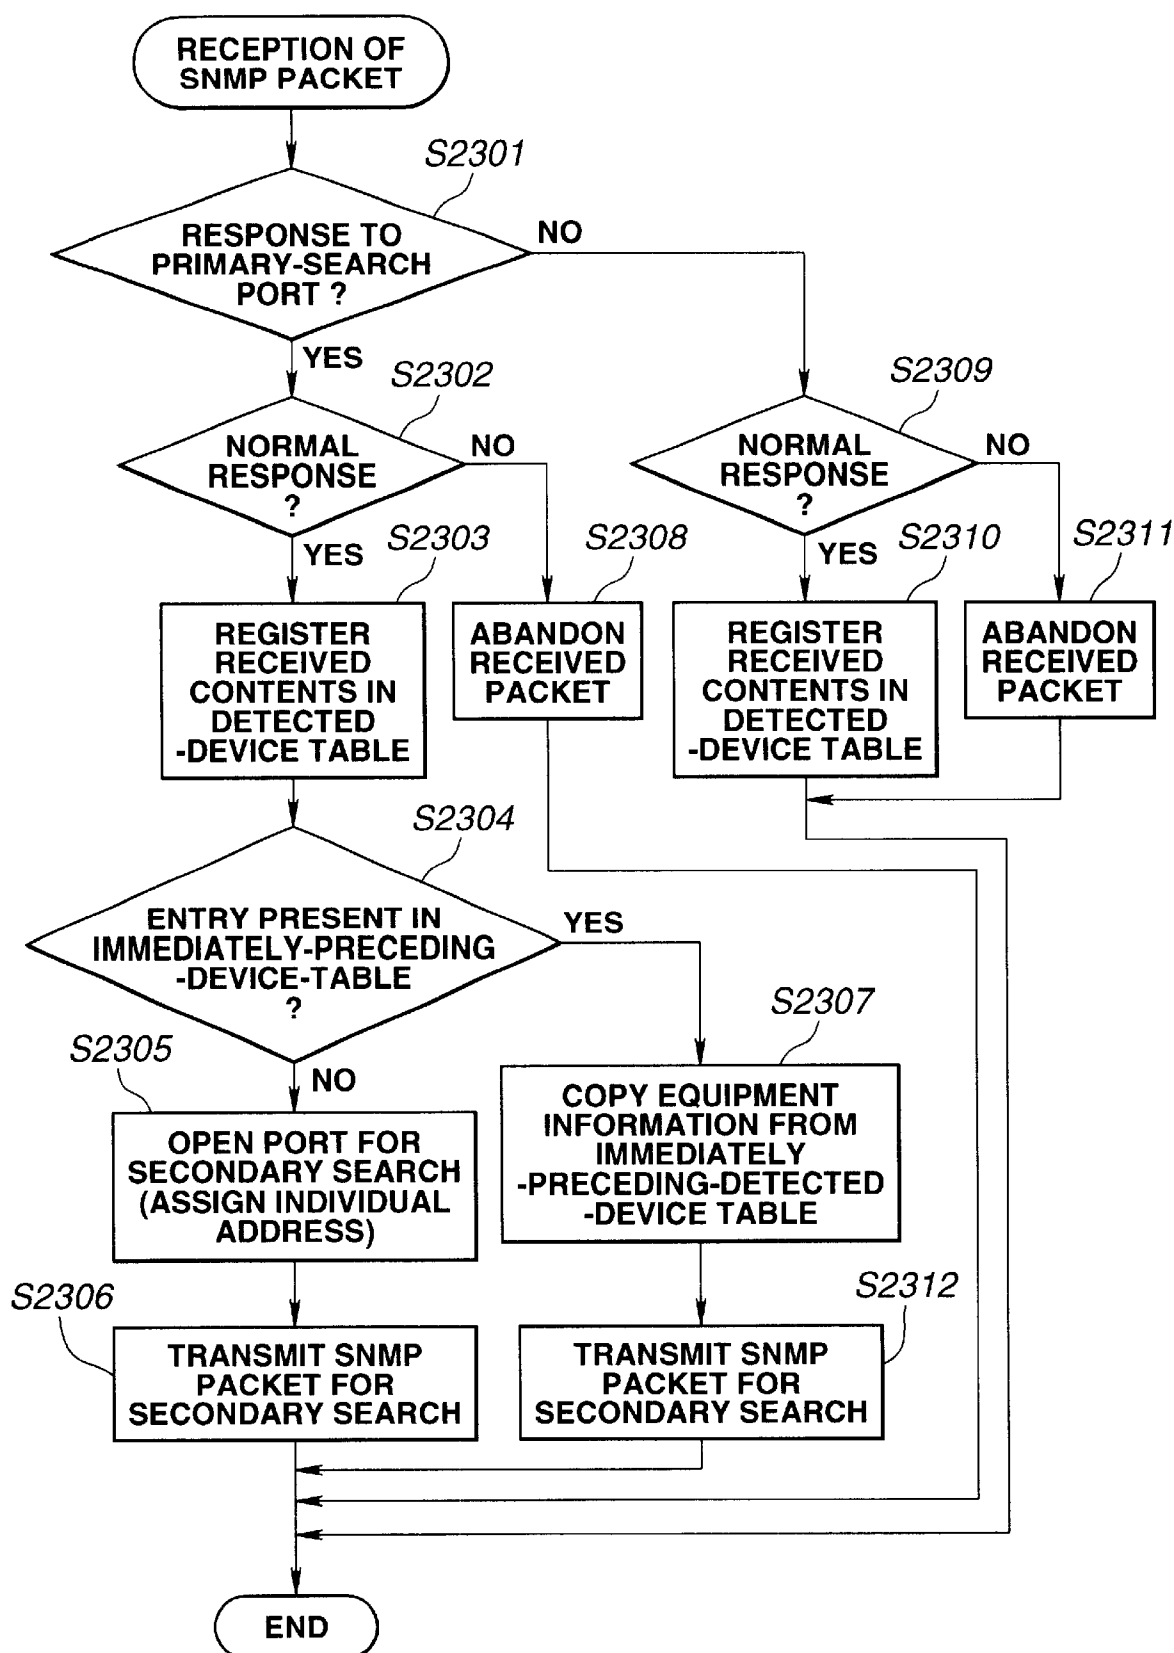 RECEPTION OF
SNMP PACKET
S2301
RESPONSE TO
PRIMARY-SEARCH
PORT ?
NO
YES
S2302
NORMAL
RESPONSE
?
NO
S2309
NORMAL
RESPONSE
?
NO
YES
S2303
S2308
YES
S2310
S2311
REGISTER
RECEIVED
CONTENTS IN
DETECTED
-DEVICE TABLE
ABANDON
RECEIVED
PACKET
REGISTER
RECEIVED
CONTENTS IN
DETECTED
-DEVICE TABLE
ABANDON
RECEIVED
PACKET
S2304
ENTRY PRESENT IN
IMMEDIATELY-PRECEDING
-DEVICE-TABLE
?
YES
S2307
S2305
NO
OPEN PORT FOR
SECONDARY SEARCH
(ASSIGN INDIVIDUAL
ADDRESS)
COPY EQUIPMENT
INFORMATION FROM
IMMEDIATELY
-PRECEDING-DETECTED
-DEVICE TABLE
S2306
S2312
TRANSMIT SNMP
PACKET FOR
SECONDARY SEARCH
TRANSMIT SNMP
PACKET FOR
SECONDARY SEARCH
END